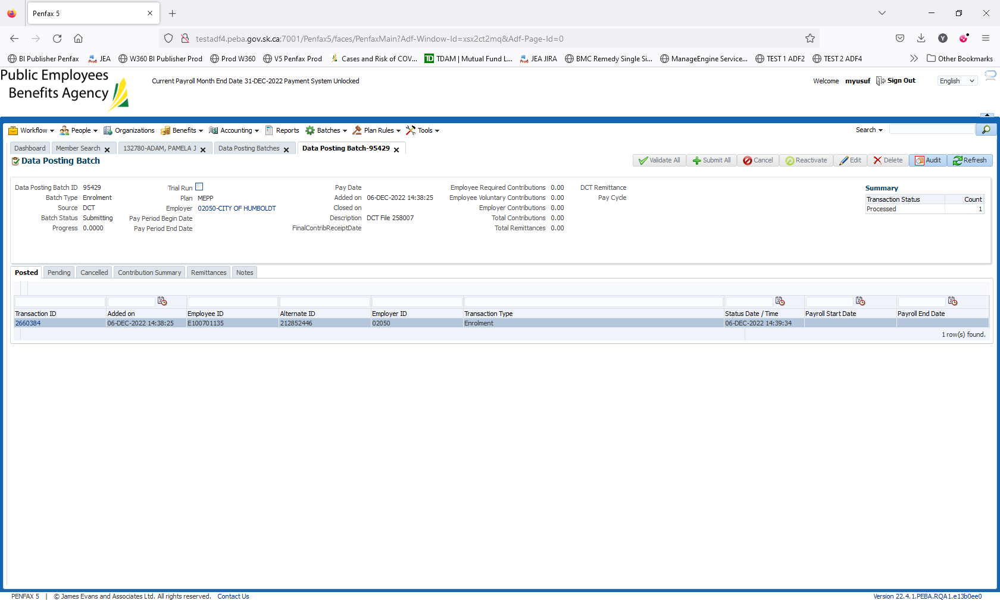 Penfax 5
testadf4.peba.gov.sk.ca:7001/Penfax5/faces/PenfaxMain?Adf-Window-Id=xsx2ct2mq&Adf-Page-Id=0
BI Publisher Penfax JEA W360 BI Publisher Prod Prod W360 V5 Penfax Prod Cases and Risk of COV... TDAM | Mutual Fund L... JEA JIRA BMC Remedy Single Si... ManageEngine Service... TEST 1 ADF2 TEST 2 ADF4 Other Bookmarks
Public Employees
Benefits Agency
Current Payroll Month End Date 31-DEC-2022 Payment System Unlocked
Welcome myusuf Sign Out English
Workflow People Organizations Benefits Accounting Reports Batches Plan Rules Tools Search
Dashboard Member Search 132780-ADAM, PAMELA J Data Posting Batches Data Posting Batch-95429
Data Posting Batch
Validate All Submit All Cancel Reactivate Edit Delete Audit Refresh
Data Posting Batch ID 95429 Trial Run Pay Date Employee Required Contributions 0.00 DCT Remittance
Batch Type Enrolment Plan MEPP Added on 06-DEC-2022 14:38:25 Employee Voluntary Contributions 0.00 Pay Cycle
Source DCT Employer 02050-CITY OF HUMBOLDT Closed on Employer Contributions 0.00
Batch Status Submitting Pay Period Begin Date Description DCT File 258007 Total Contributions 0.00
Progress 0.0000 Pay Period End Date FinalContribReceiptDate Total Remittances 0.00
Summary
Transaction Status Count
Processed 1
Posted Pending Cancelled Contribution Summary Remittances Notes
Transaction ID Added on Employee ID Alternate ID Employer ID Transaction Type Status Date / Time Payroll Start Date Payroll End Date
2660384 06-DEC-2022 14:38:25 E100701135 212852446 02050 Enrolment 06-DEC-2022 14:39:34
1 row(s) found.
PENFAX 5 | © James Evans and Associates Ltd. All rights reserved. Contact Us
Version 22.4.1.PEBA.RQA1.e13b0ee0